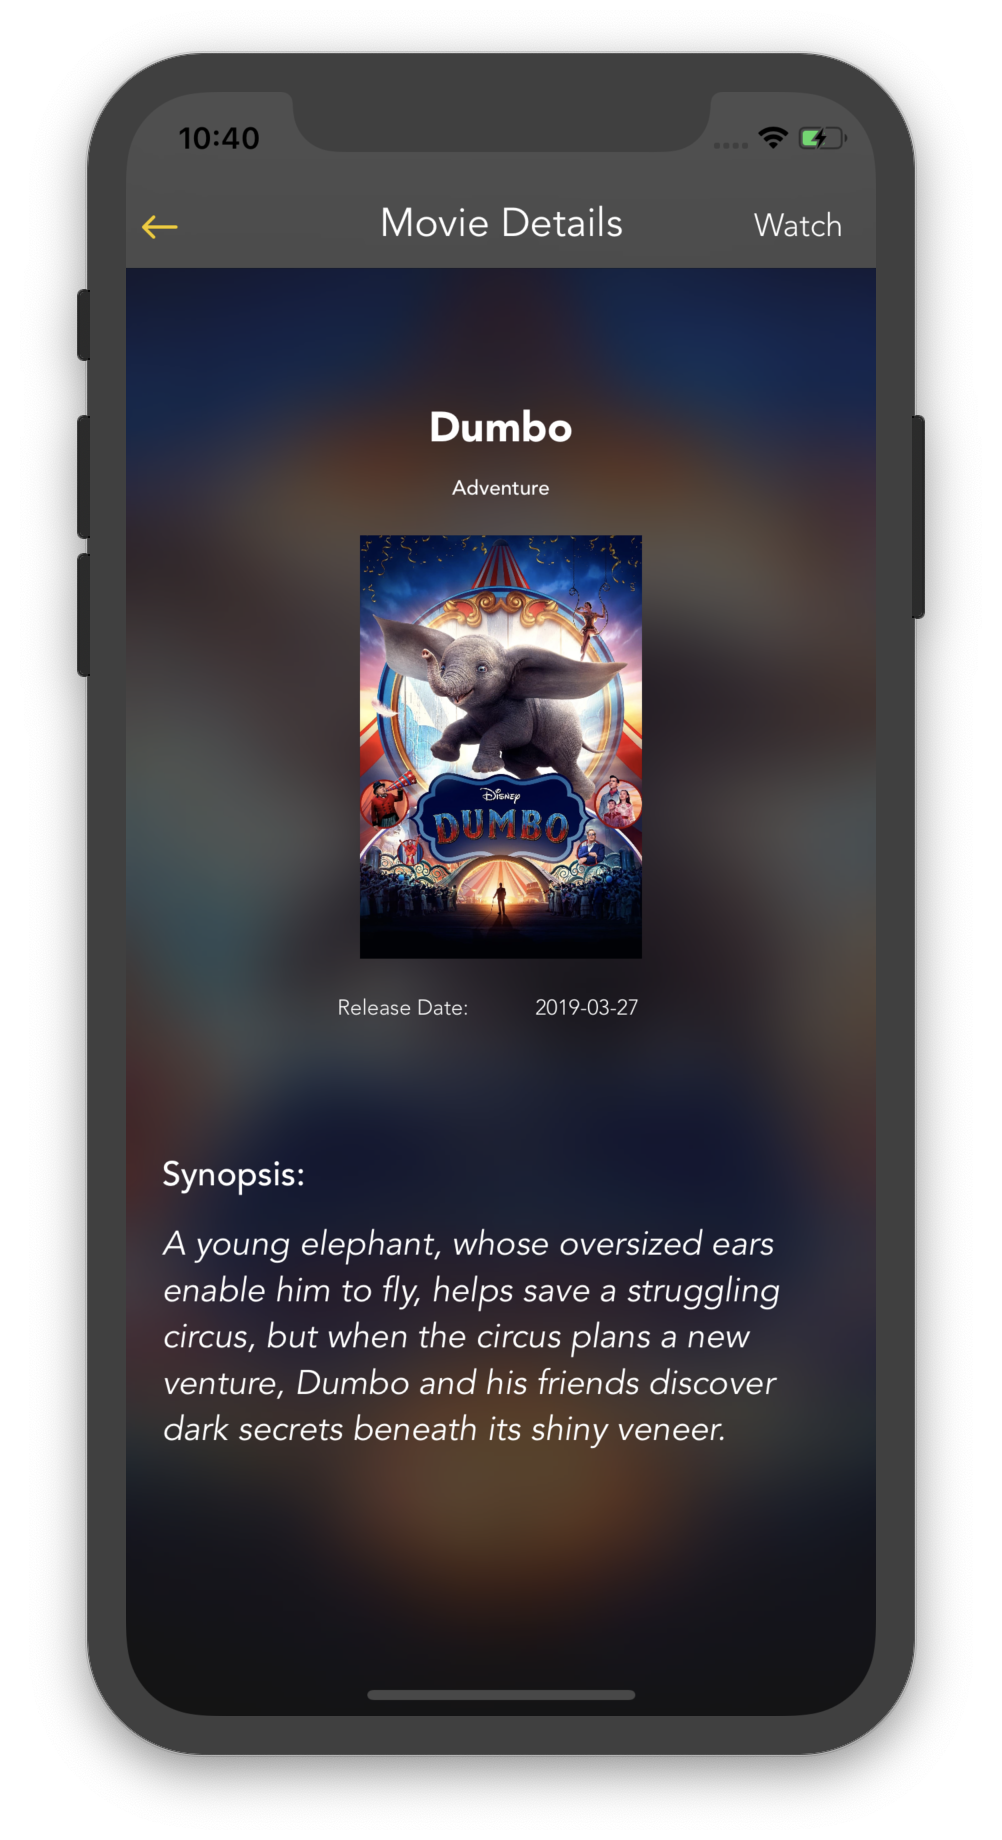 10:40
Movie Details
Watch
Dumbo
Adventure
Disney
DUMBO
Release Date: 2019-03-27
Synopsis:
A young elephant, whose oversized ears
enable him to fly, helps save a struggling
circus, but when the circus plans a new
venture, Dumbo and his friends discover
dark secrets beneath its shiny veneer.